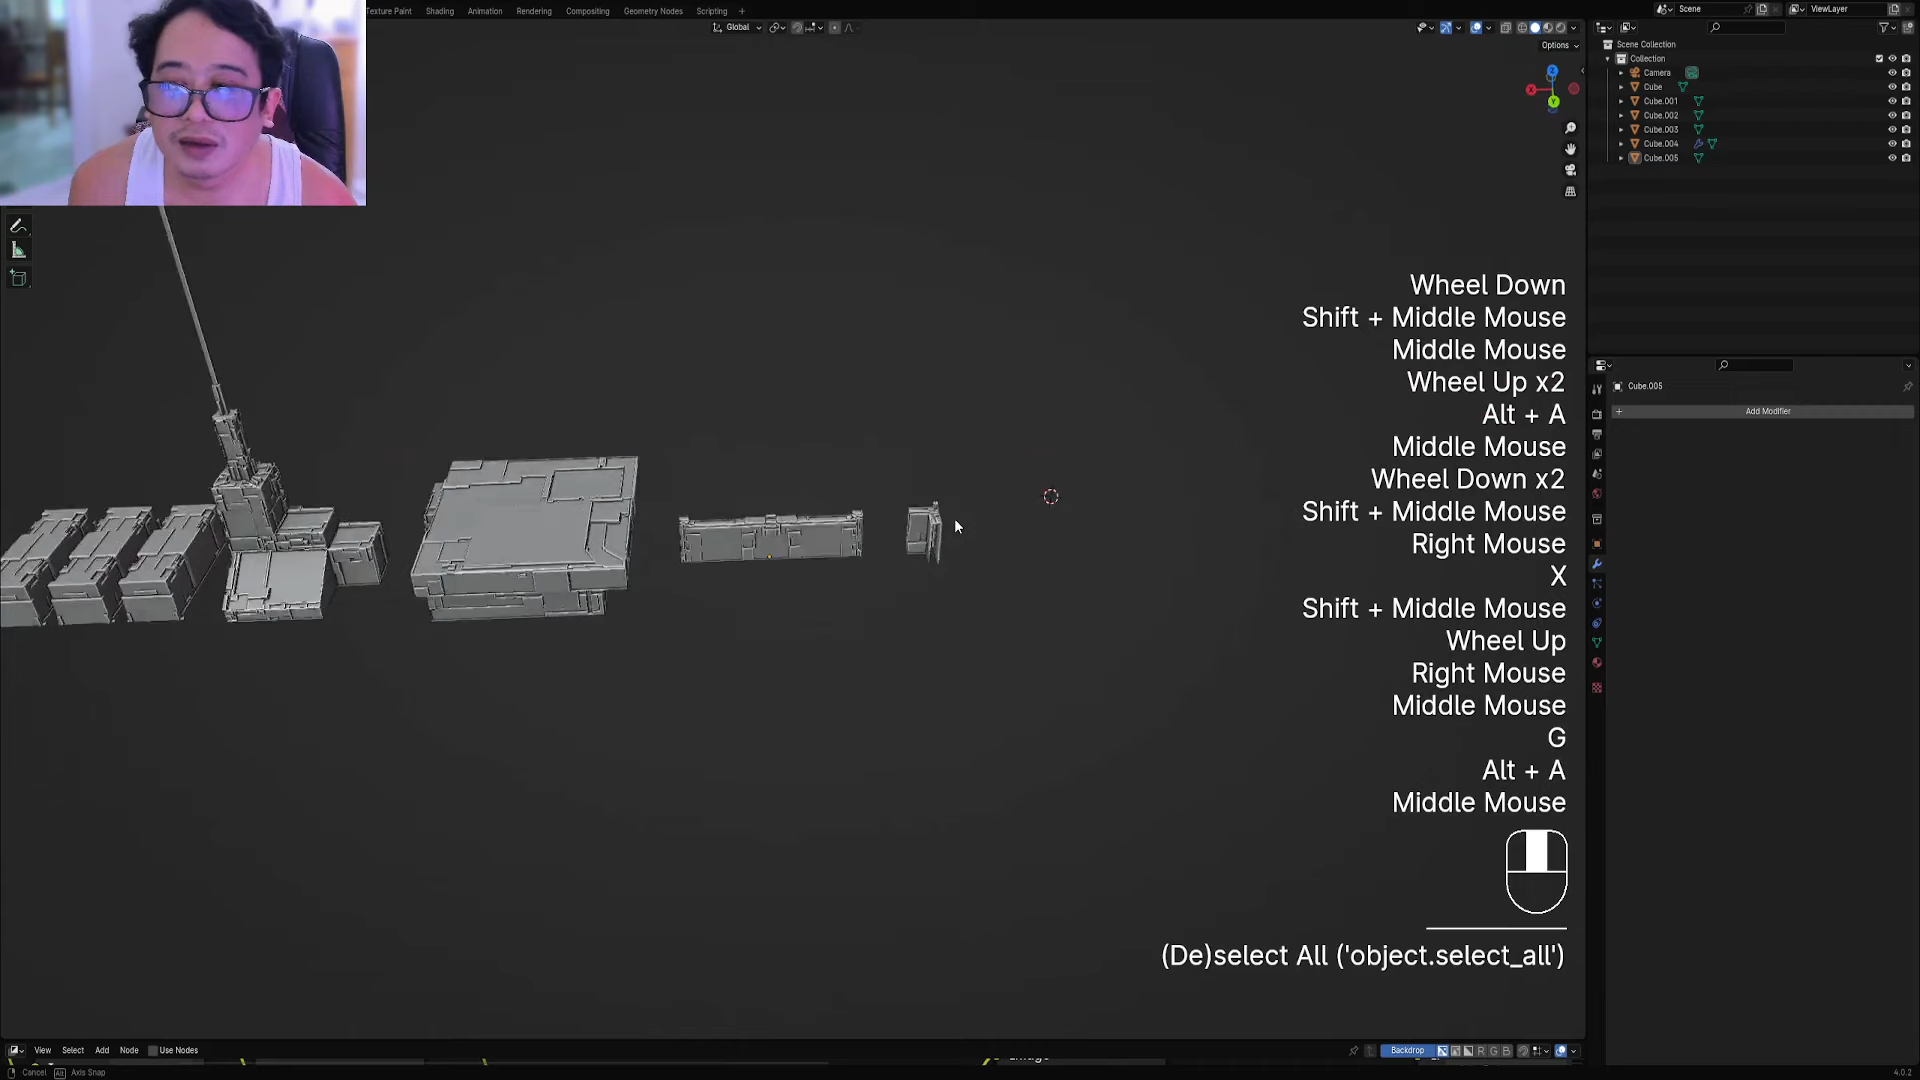 Texture Paint
Shading
Animation
Rendering
Compositing
Geometry Nodes
Scripting
+
Scene
ViewLayer
Global
Options
Z
X
Y
Scene Collection
Collection
Camera
Cube
Cube.001
Cube.002
Cube.003
Cube.004
Cube.005
Cube.005
+ Add Modifier
Wheel Down
Shift + Middle Mouse
Middle Mouse
Wheel Up x2
Alt + A
Middle Mouse
Wheel Down x2
Shift + Middle Mouse
Right Mouse
X
Shift + Middle Mouse
Wheel Up
Right Mouse
Middle Mouse
G
Alt + A
Middle Mouse
(De)select All ('object.select_all')
View
Select
Add
Node
Use Nodes
Backdrop
R G B
Cancel
Alt
Axis Snap
4.0.2